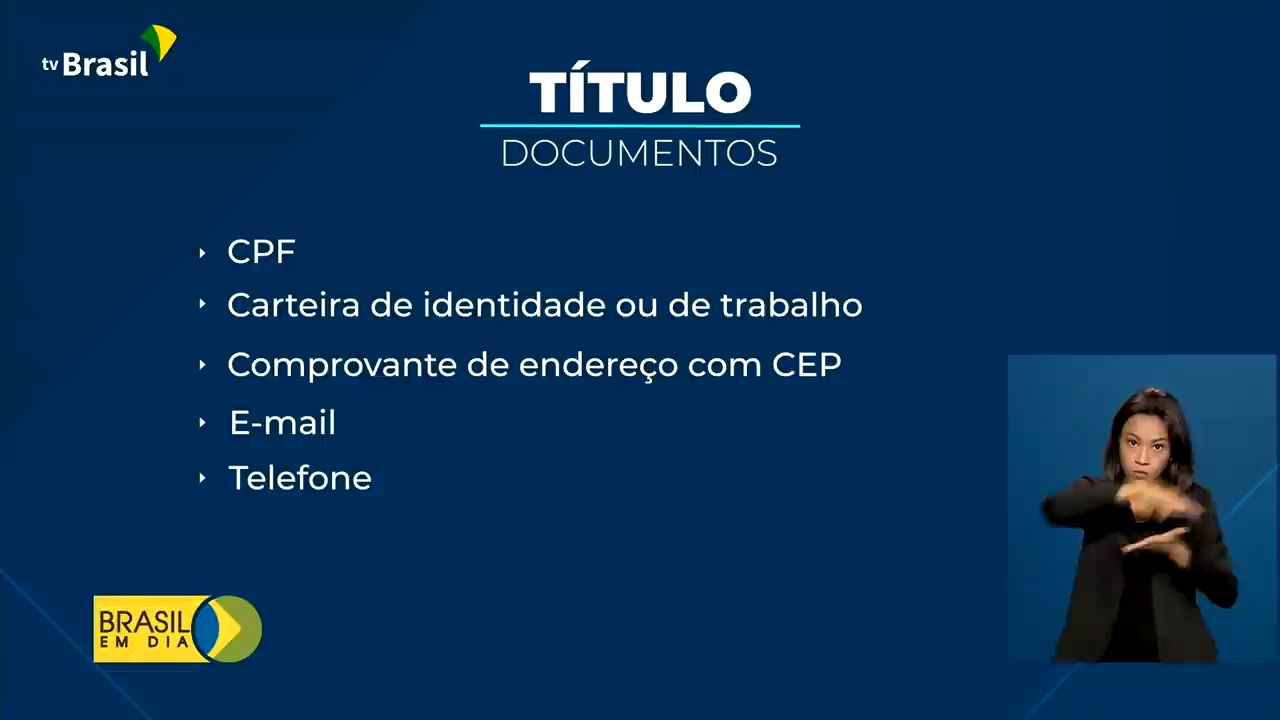 tv Brasil
TÍTULO
DOCUMENTOS
CPF
Carteira de identidade ou de trabalho
Comprovante de endereço com CEP
E-mail
Telefone
BRASIL
EM DIA